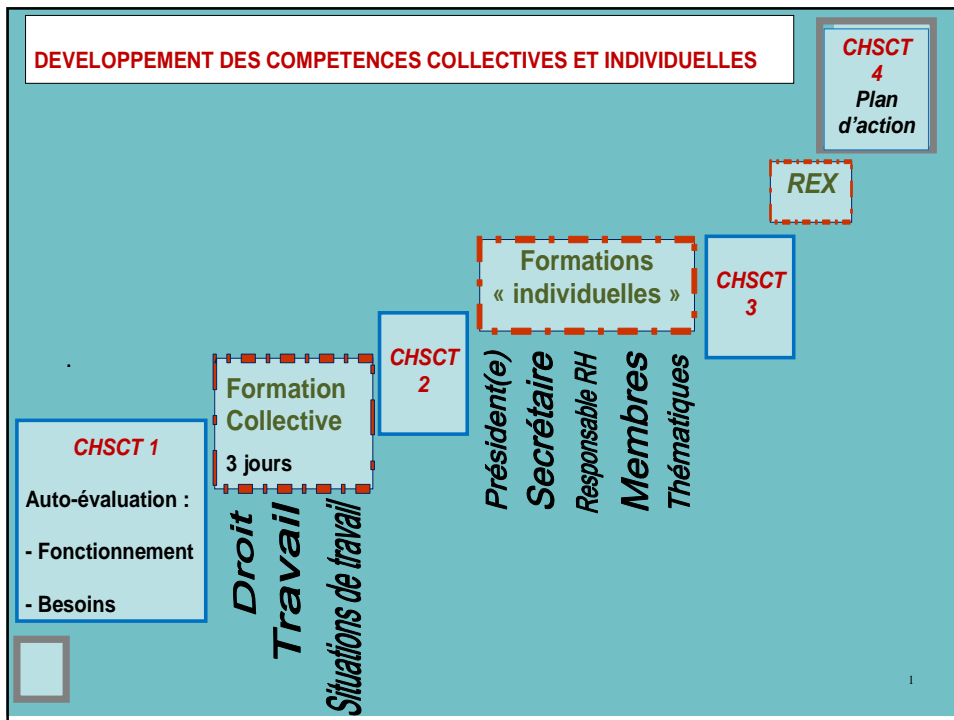 DEVELOPPEMENT DES COMPETENCES COLLECTIVES ET INDIVIDUELLES
CHSCT 1
Auto-évaluation :
- Fonctionnement
- Besoins
Formation
Collective
3 jours
Droit
Travail
Situations de travail
CHSCT
2
Formations
« individuelles »
Président(e)
Secrétaire
Responsable RH
Membres
Thématiques
CHSCT
3
REX
CHSCT
4
Plan
d’action
1